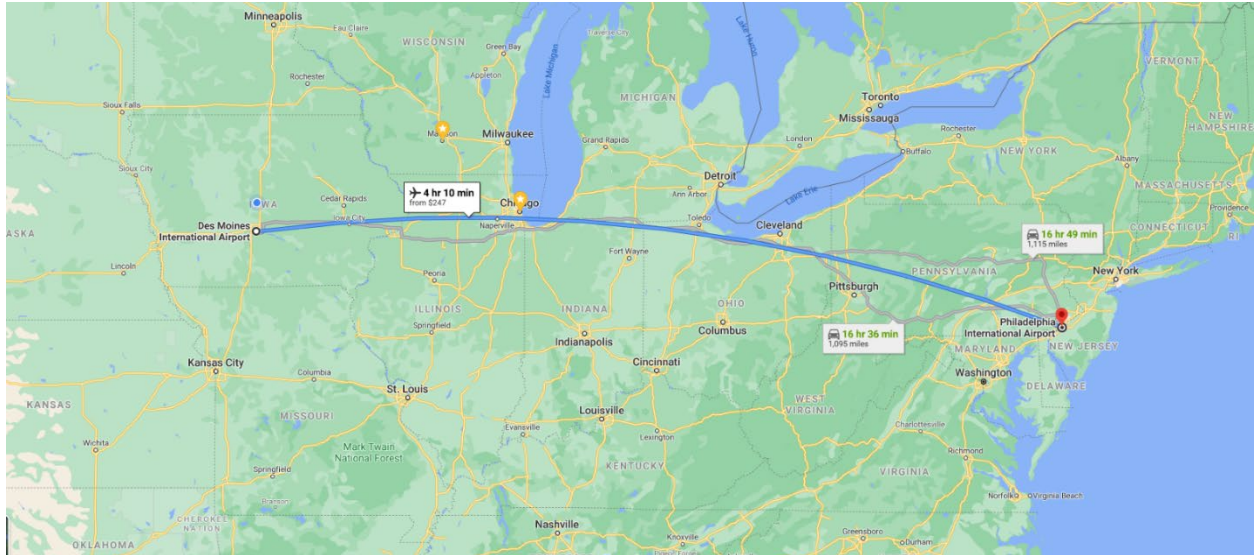 Minneapolis
Eau Claire
WISCONSIN
Green Bay
Appleton
Lake Michigan
Traverse City
Lake Huron
VERMONT
Rochester
Toronto
Mississauga
NEW
HAMPSHIRE
Sioux Falls
MICHIGAN
Milwaukee
Grand Rapids
London
Rochester
Buffalo
NEW YORK
Albany
Sioux City
Detroit
Ann Arbor
MASSACHUSETTS
Lake Erie
Providence
CONNECTICUT
RI
4 hr 10 min
from $247
Cedar Rapids
Iowa City
Naperville
Toledo
Cleveland
Des Moines
International Airport
16 hr 49 min
1,115 miles
Fort Wayne
Lincoln
Peoria
PENNSYLVANIA
New York
Pittsburgh
ILLINOIS
INDIANA
OHIO
Philadelphia
International Airport
Springfield
Columbus
16 hr 36 min
1,095 miles
Indianapolis
NEW JERSEY
MARYLAND
Kansas City
Columbia
Cincinnati
Washington
DELAWARE
St. Louis
WEST
VIRGINIA
KANSAS
MISSOURI
Louisville
Evansville
Lexington
Charlottesville
Wichita
Mark Twain
National Forest
KENTUCKY
Richmond
Springfield
VIRGINIA
Branson
Norfolk
Virginia Beach
CHEROKEE
NATION
Nashville
Knoxville
Greensboro
Durham
OKLAHOMA